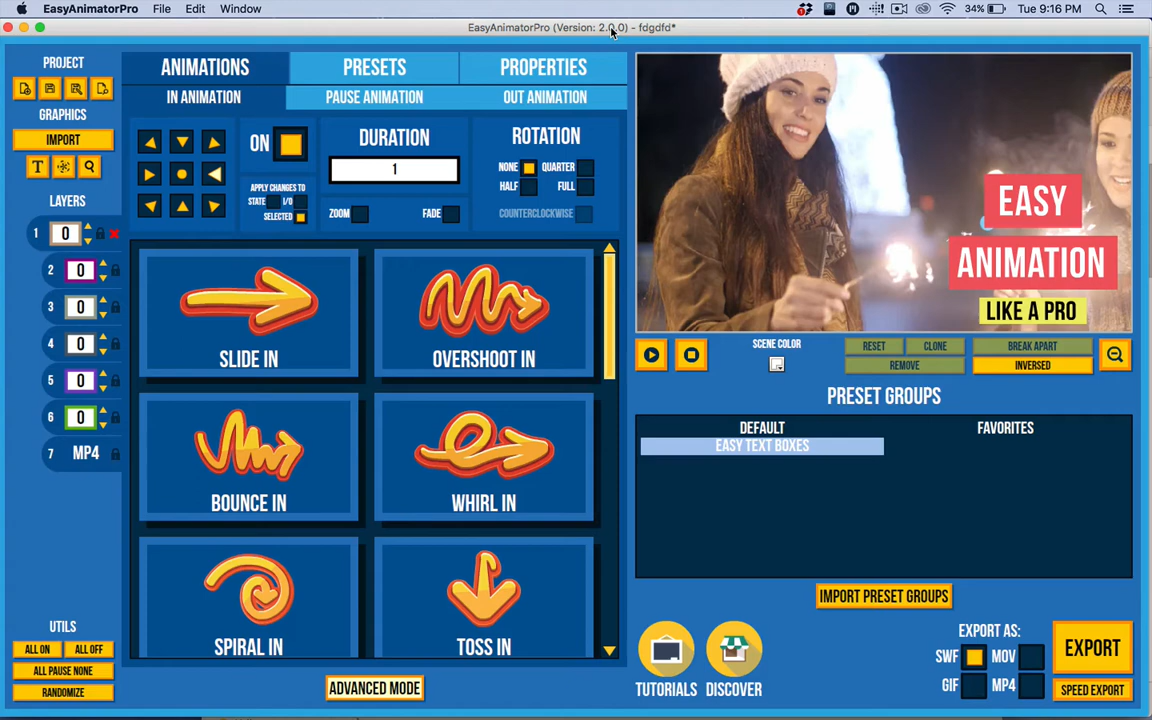 EasyAnimatorPro File Edit Window 34% Tue 9:16 PM
EasyAnimatorPro (Version: 2.0.0) - fdgdfd*
PROJECT
GRAPHICS
IMPORT
T
LAYERS
1 0
2 0
3 0
4 0
5 0
6 0
7 MP4
UTILS
ALL ON ALL OFF
ALL PAUSE NONE
RANDOMIZE
ANIMATIONS PRESETS PROPERTIES
IN ANIMATION PAUSE ANIMATION OUT ANIMATION
ON
APPLY CHANGES TO
STATE I/O
SELECTED
DURATION
1
ZOOM FADE
ROTATION
NONE QUARTER
HALF FULL
COUNTERCLOCKWISE
SLIDE IN OVERSHOOT IN
BOUNCE IN WHIRL IN
SPIRAL IN TOSS IN
ADVANCED MODE
EASY
ANIMATION
LIKE A PRO
SCENE COLOR
RESET CLONE BREAK APART
REMOVE INVERSED
PRESET GROUPS
DEFAULT FAVORITES
EASY TEXT BOXES
IMPORT PRESET GROUPS
TUTORIALS DISCOVER
EXPORT AS:
SWF MOV
GIF MP4
EXPORT
SPEED EXPORT